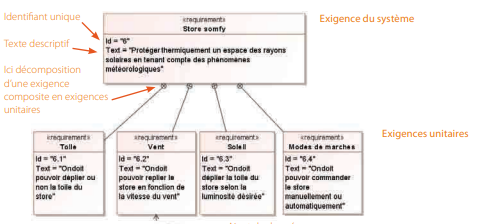 Identifiant unique
Texte descriptif
Ici décomposition
d'une exigence
composite en exigences
unitaires
«requirement»
Store somfy
Id = "6"
Text = "Protéger thermiquement un espace des rayons
solaires en tenant compte des phénomènes
météorologiques"
Exigence du système
Exigences unitaires
«requirement»
Toile
Id = "6.1"
Text = "Ondoit
pouvoir déplier ou
non la toile du
store"
«requirement»
Vent
Id = "6.2"
Text = "Ondoit
pouvoir replier le
store en fonction de
la vitesse du vent"
«requirement»
Soleil
Id = "6.3"
Text = "Ondoit
déplier la toile du
store selon la
luminosité désirée"
«requirement»
Modes de marches
Id = "6.4"
Text = "Ondoit
pouvoir commander
le store
manuellement ou
automatiquement"